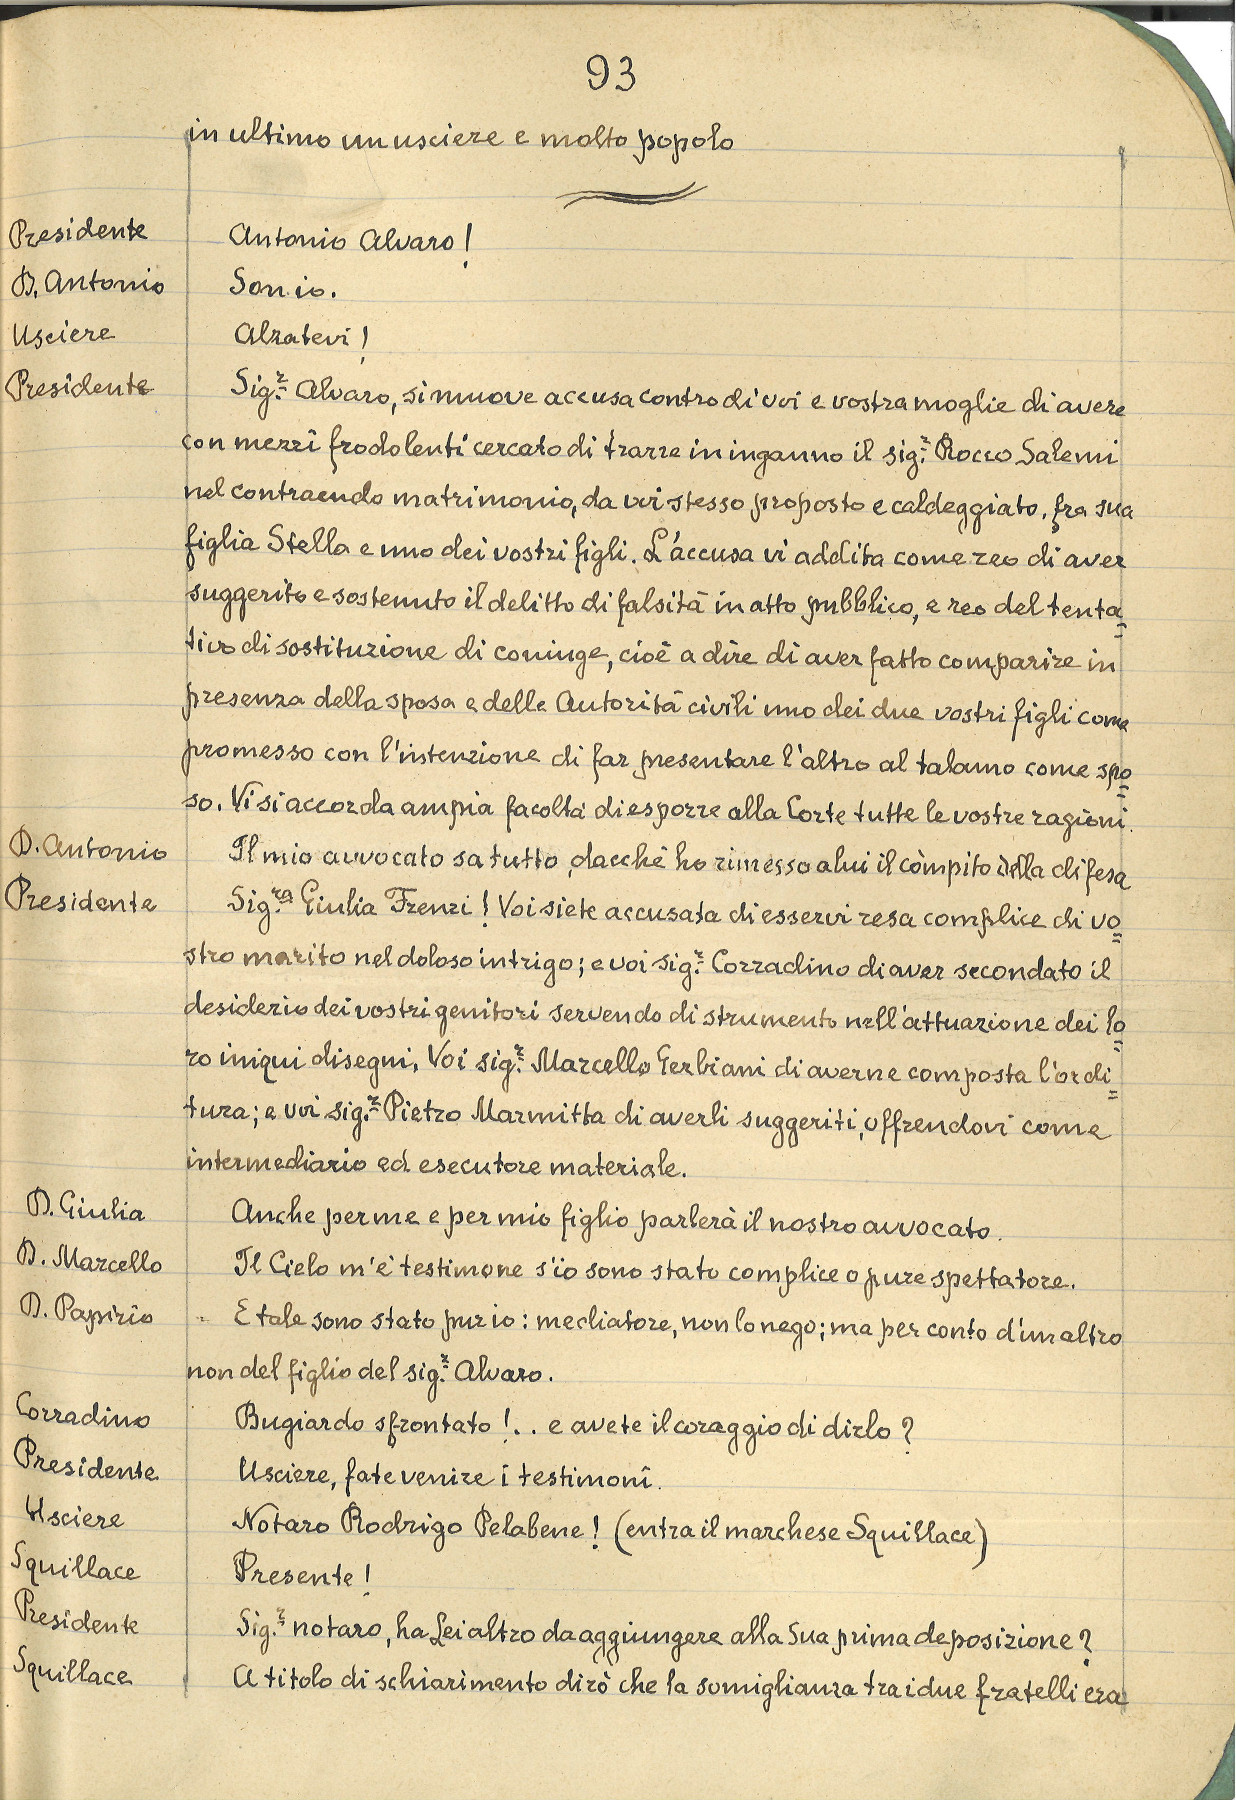 93
in ultimo un usciere e molto popolo
Presidente Antonio Alvaro!
D. Antonio Son io.
Usciere Alzatevi!
Presidente Sig.r Alvaro, si muove accusa contro di voi e vostra moglie di avere
con mezzi frodolenti cercato di trarre in inganno il sig.r Rocco Salemi
nel contraendo matrimonio, da voi stesso proposto e caldeggiato, fra sua
figlia Stella e uno dei vostri figli. L'accusa vi addita come reo di aver
suggerito e sostenuto il delitto di falsità in atto pubblico, e reo del tenta=
tivo di sostituzione di coniuge, cioè a dire di aver fatto comparire in
presenza della sposa e delle Autorità civili uno dei due vostri figli come
promesso con l'intenzione di far presentare l'altro al talamo come spo=
so. Vi si accorda ampia facoltà di esporre alla Corte tutte le vostre ragioni.
D. Antonio Il mio avvocato sa tutto, dacchè ho rimesso a lui il còmpito della difesa
Presidente Sig.ra Giulia Frenzi! Voi siete accusata di esservi resa complice di vo=
stro marito nel doloso intrigo; e voi sig.r Corradino di aver secondato il
desiderio dei vostri genitori servendo di strumento nell'attuazione dei lo=
ro iniqui disegni. Voi sig.r Marcello Gerbiani di averne composta l'ordi=
tura; e voi sig.r Pietro Marmitta di averli suggeriti, offrendovi come
intermediario ed esecutore materiale.
D. Giulia Anche per me e per mio figlio parlerà il nostro avvocato.
D. Marcello Il Cielo m'è testimone s'io sono stato complice o pure spettatore.
D. Papirio E tale sono stato pur io: mediatore, non lo nego; ma per conto d'un altro
non del figlio del sig.r Alvaro.
Corradino Bugiardo sfrontato!.. e avete il coraggio di dirlo?
Presidente Usciere, fate venire i testimoni.
Usciere Notaro Rodrigo Pelabene! (entra il marchese Squillace)
Squillace Presente!
Presidente Sig.r notaro, ha Lei altro da aggiungere alla Sua prima deposizione?
Squillace A titolo di schiarimento dirò che la somiglianza tra i due fratelli era